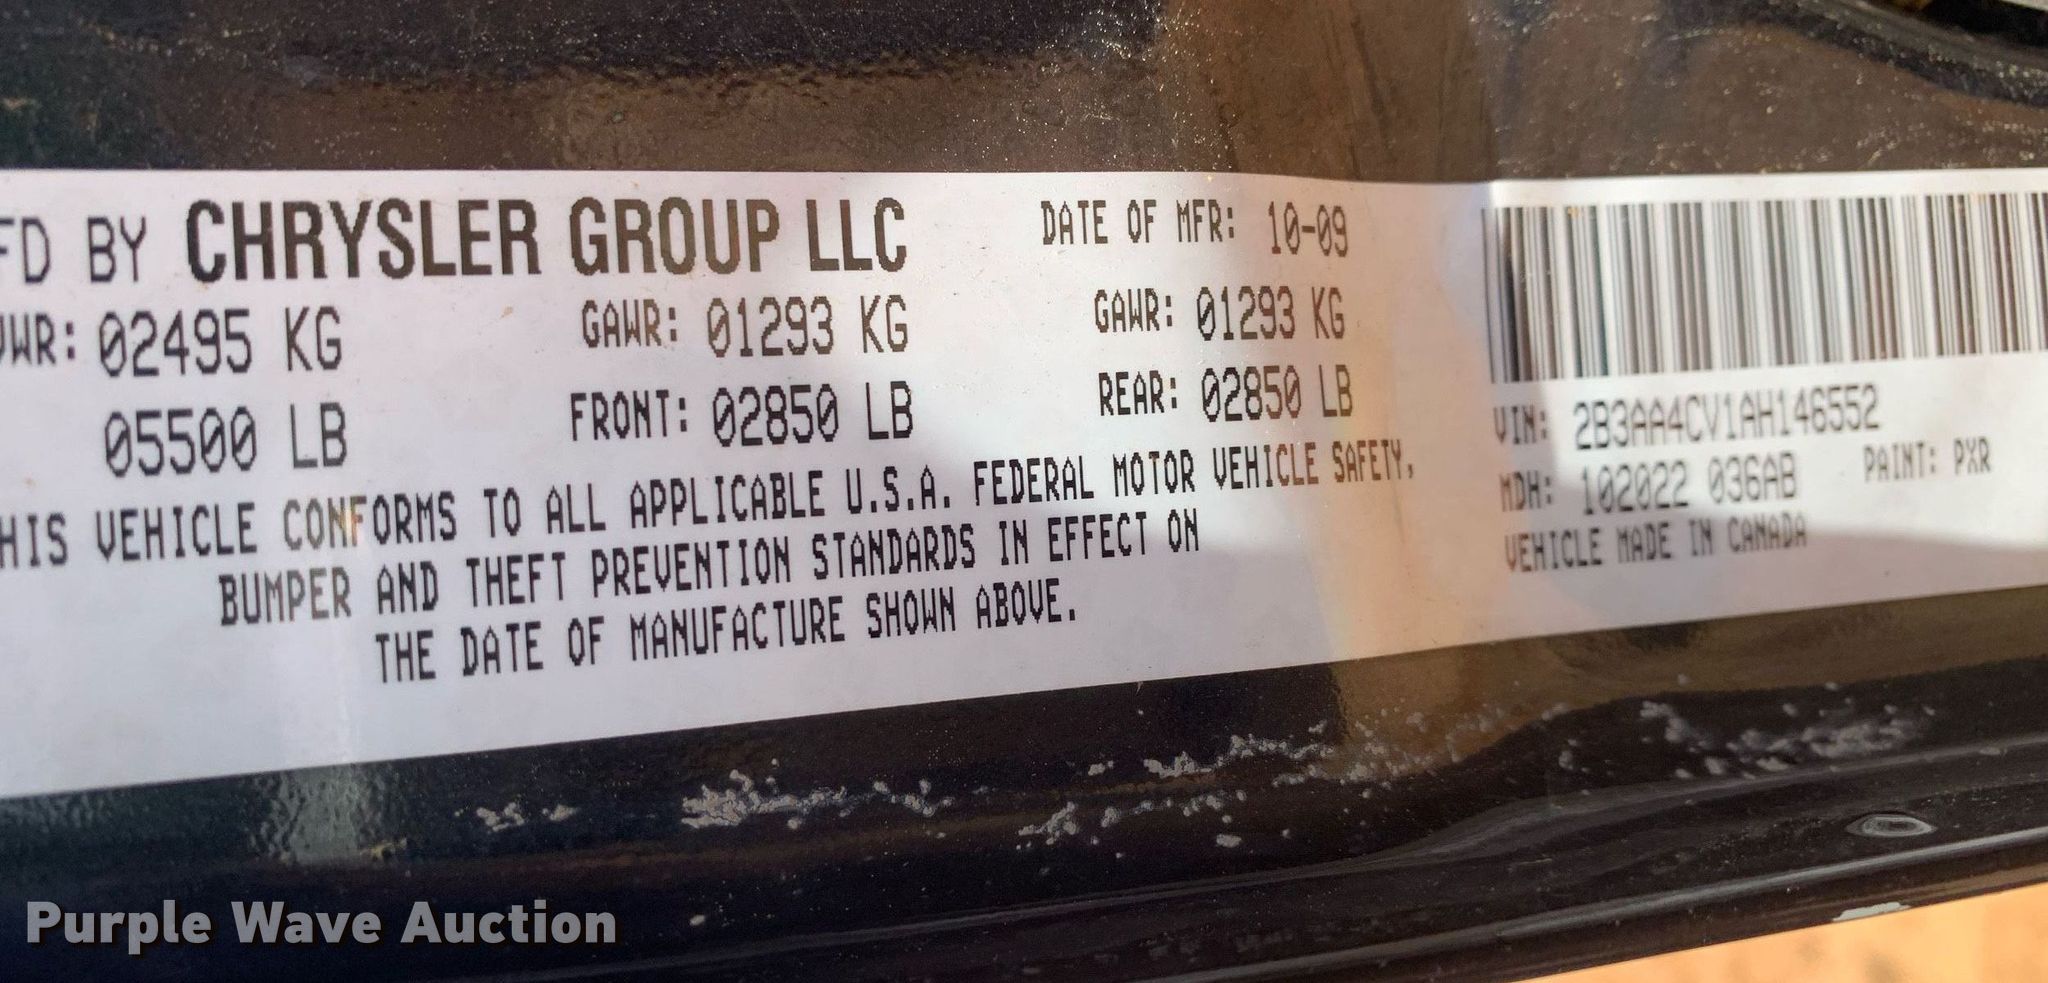 FD BY CHRYSLER GROUP LLC DATE OF MFR: 10-09
WR: 02495 KG GAWR: 01293 KG GAWR: 01293 KG
05500 LB FRONT: 02850 LB REAR: 02850 LB
HIS VEHICLE CONFORMS TO ALL APPLICABLE U.S.A. FEDERAL MOTOR VEHICLE SAFETY,
BUMPER AND THEFT PREVENTION STANDARDS IN EFFECT ON
THE DATE OF MANUFACTURE SHOWN ABOVE.
VIN: 2B3AA4CV1AH146552
MDH: 102022 036AB PAINT: PXR
VEHICLE MADE IN CANADA
Purple Wave Auction